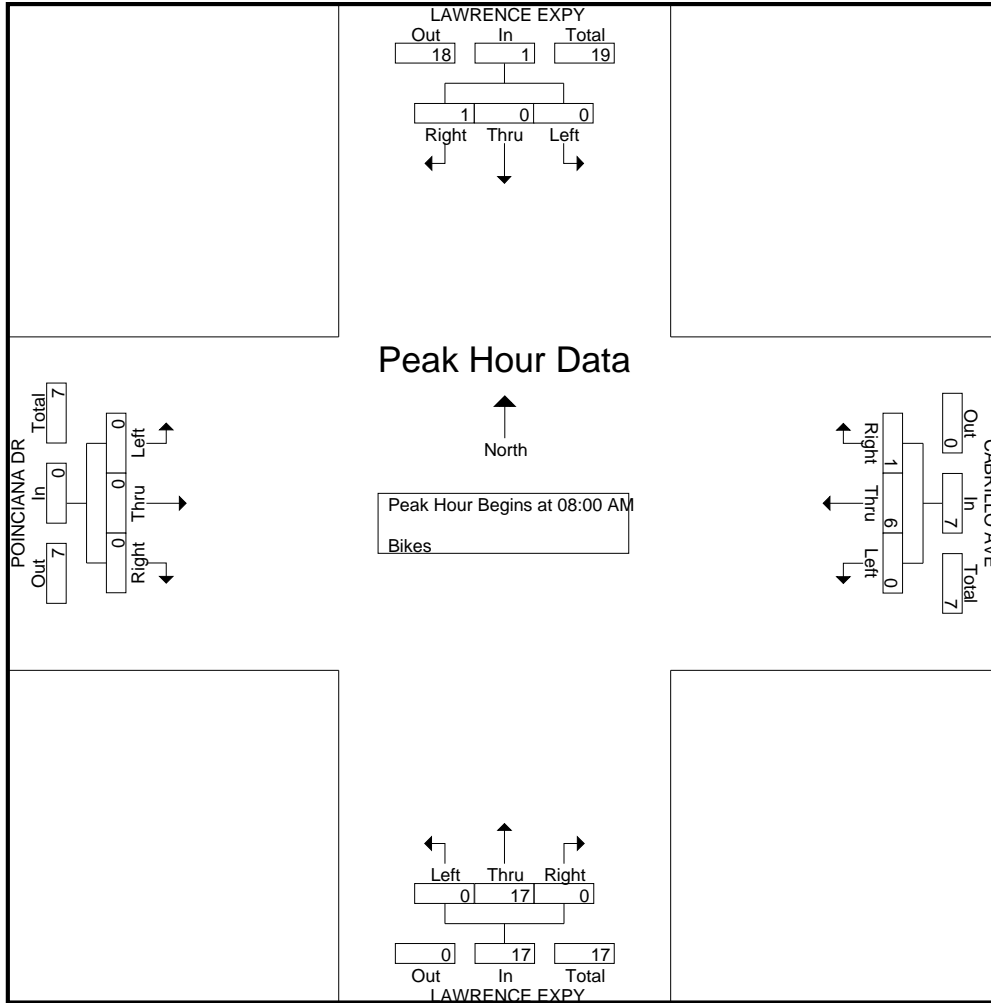 LAWRENCE EXPY
Out In Total
18 1 19
1 0 0
Right Thru Left
Peak Hour Data
North
Peak Hour Begins at 08:00 AM
Bikes
POINCIANA DR
Out In Total
7 0 7
Right Thru Left
0 0 0
CABRILLO AVE
Out In Total
0 7 7
Right Thru Left
1 6 0
Left Thru Right
0 17 0
0 17 17
Out In Total
LAWRENCE EXPY